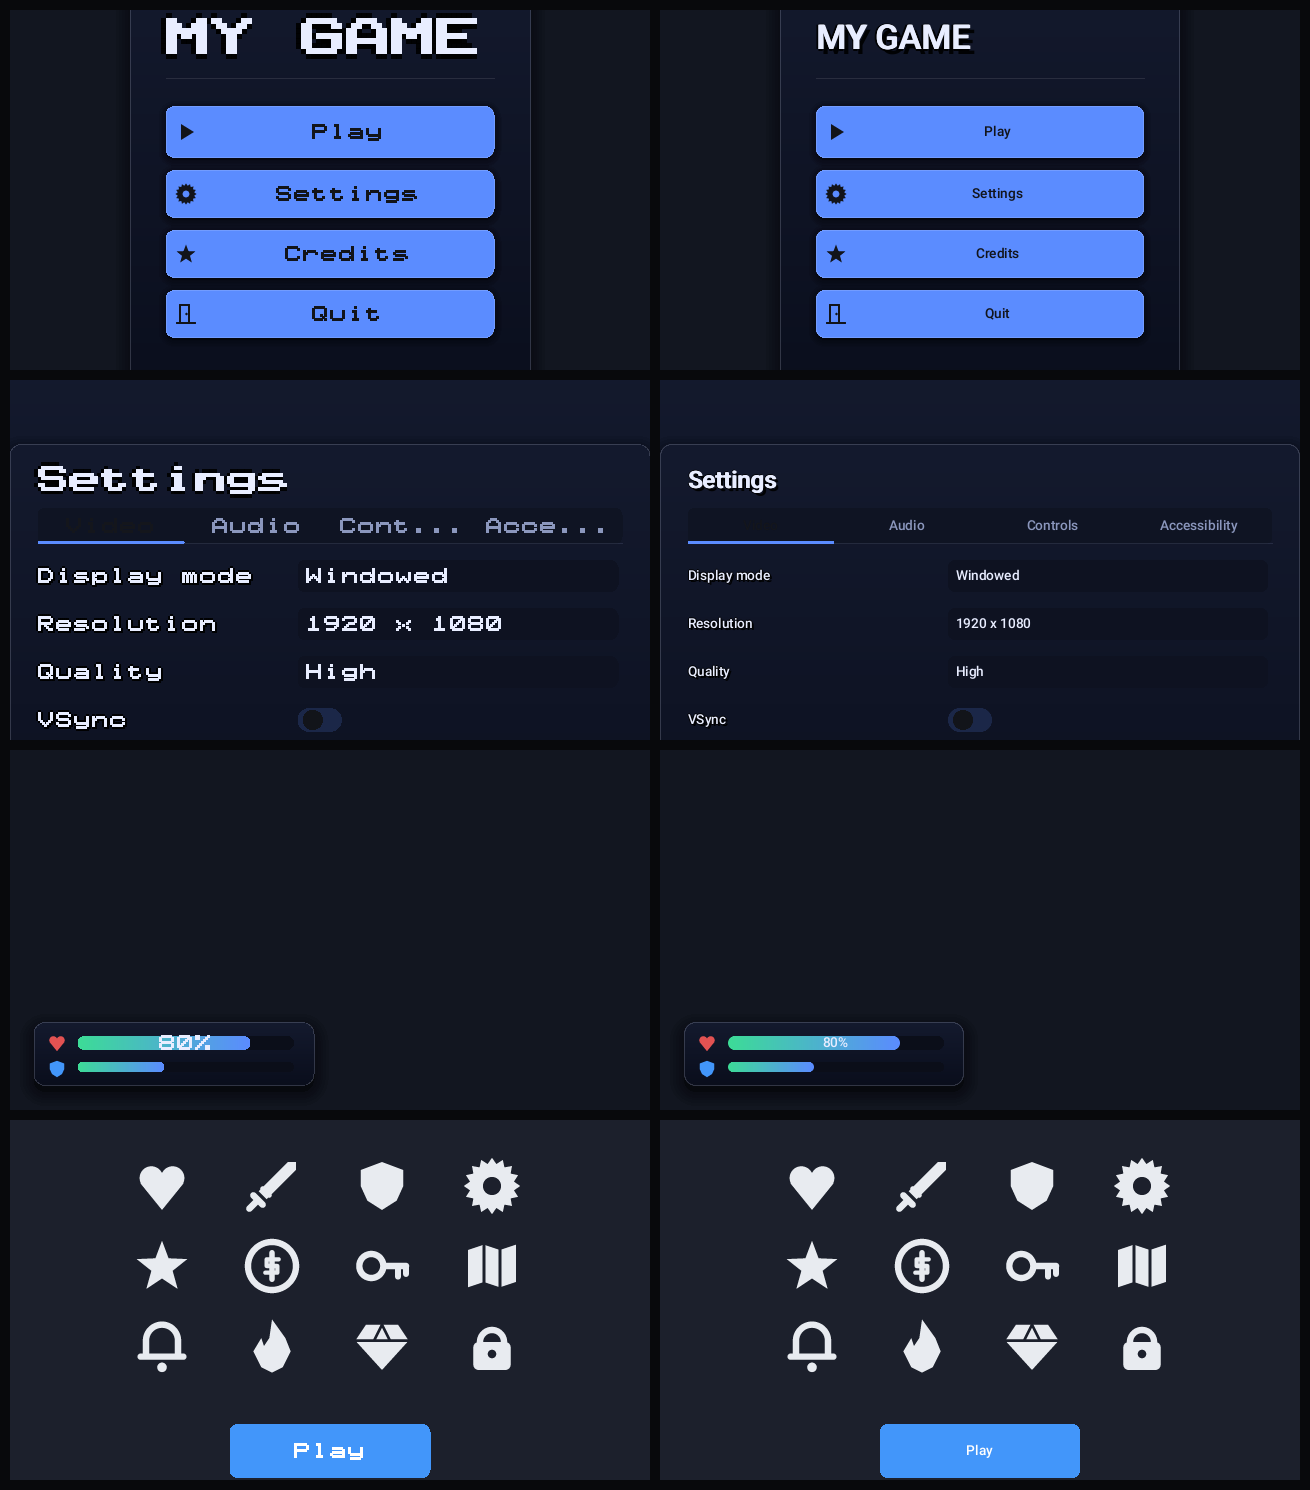 MY GAME
Play
Settings
Credits
Quit
MY GAME
Play
Settings
Credits
Quit
Settings
Audio Cont... Acce...
Display mode Windowed
Resolution 1920 x 1080
Quality High
VSync
Settings
Audio Controls Accessibility
Display mode Windowed
Resolution 1920 x 1080
Quality High
VSync
80%
80%
Play
Play